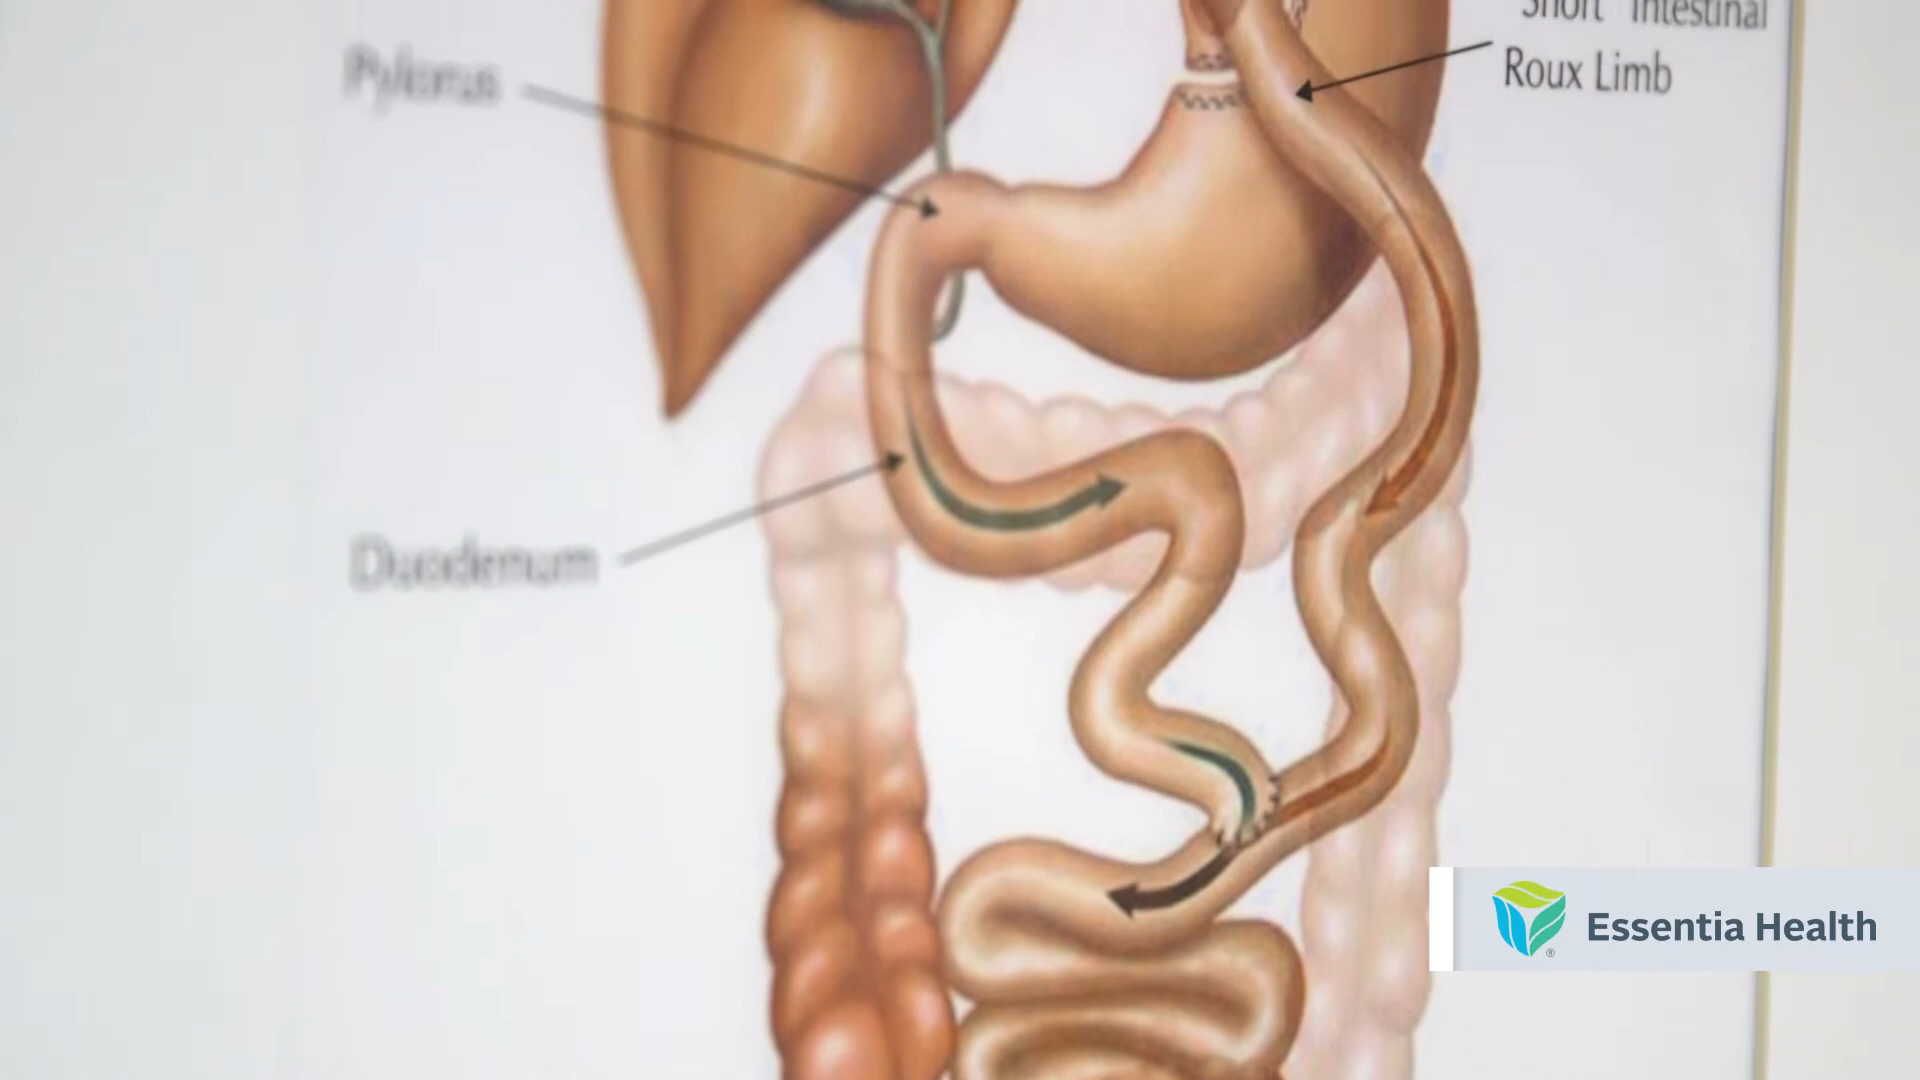 Short Intestinal
Roux Limb
Pylorus
Duodenum
Essentia Health